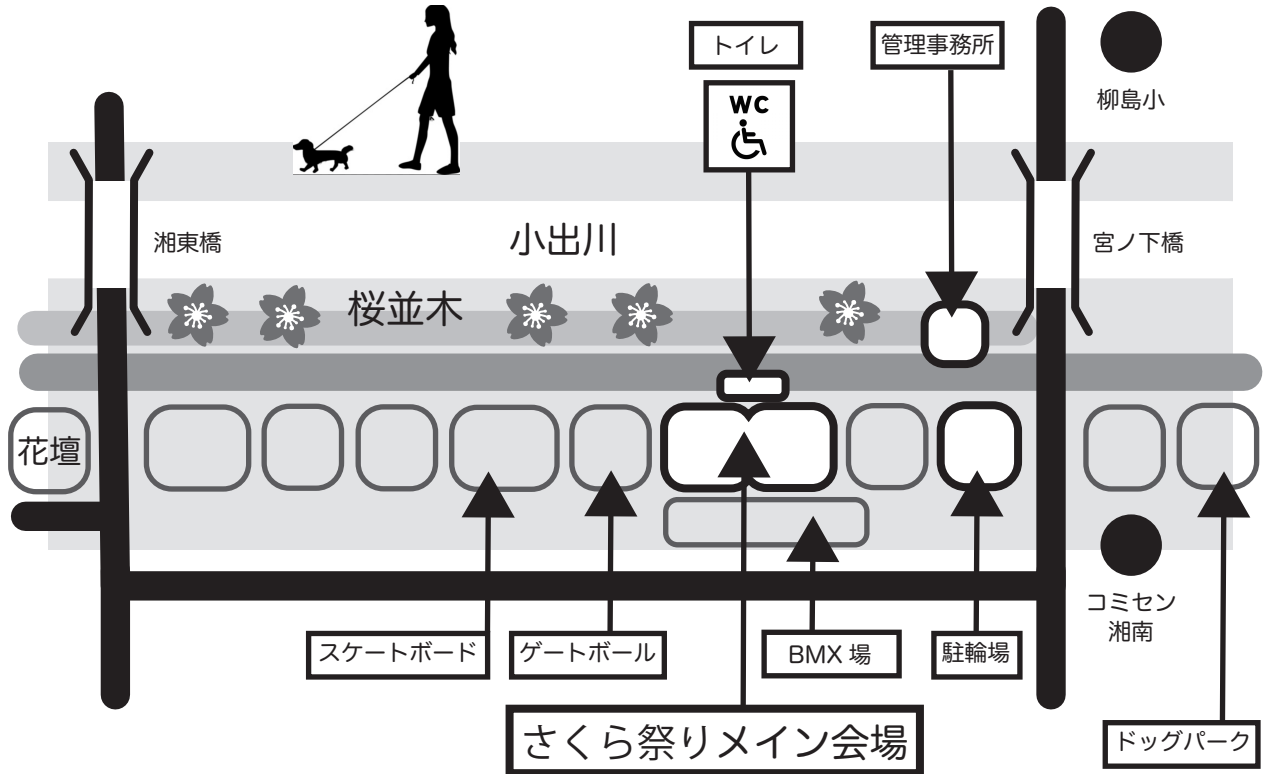 トイレ
管理事務所
WC
柳島小
湘東橋
小出川
宮ノ下橋
桜並木
花壇
コミセン
湘南
スケートボード
ゲートボール
BMX 場
駐輪場
さくら祭りメイン会場
ドッグパーク